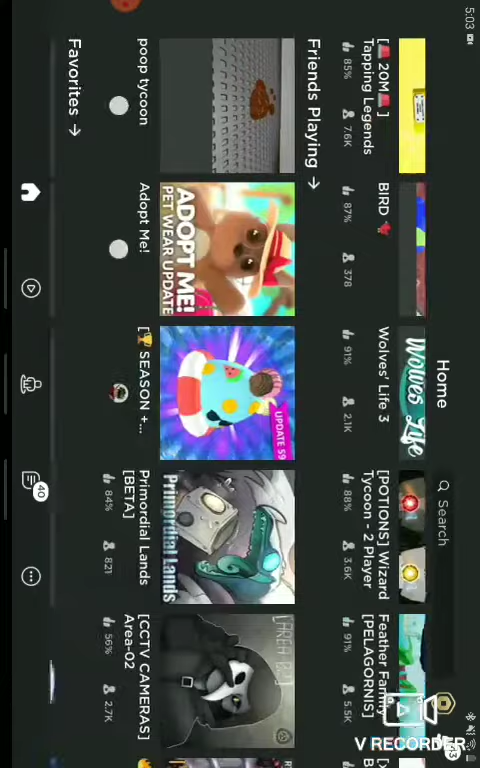 5:03
Home
Search
[🚨 20M🚨]
Tapping Legends
85% 7.6K
BIRD 🐦
87% 378
Wolves Life
Wolves' Life 3
91% 2.1K
[POTIONS] Wizard
Tycoon - 2 Player
88% 3.6K
Feather Family
[PELAGORNIS]
91% 5.5K
Friends Playing →
poop tycoon
ADOPT ME!
PET WEAR UPDATE
Adopt Me!
UPDATE 59
[🏆 SEASON +...
Primordial Lands
Primordial Lands
[BETA]
84% 821
[AREA 02]
[CCTV CAMERAS]
Area-02
56% 2.7K
Favorites →
40
V RECORDER